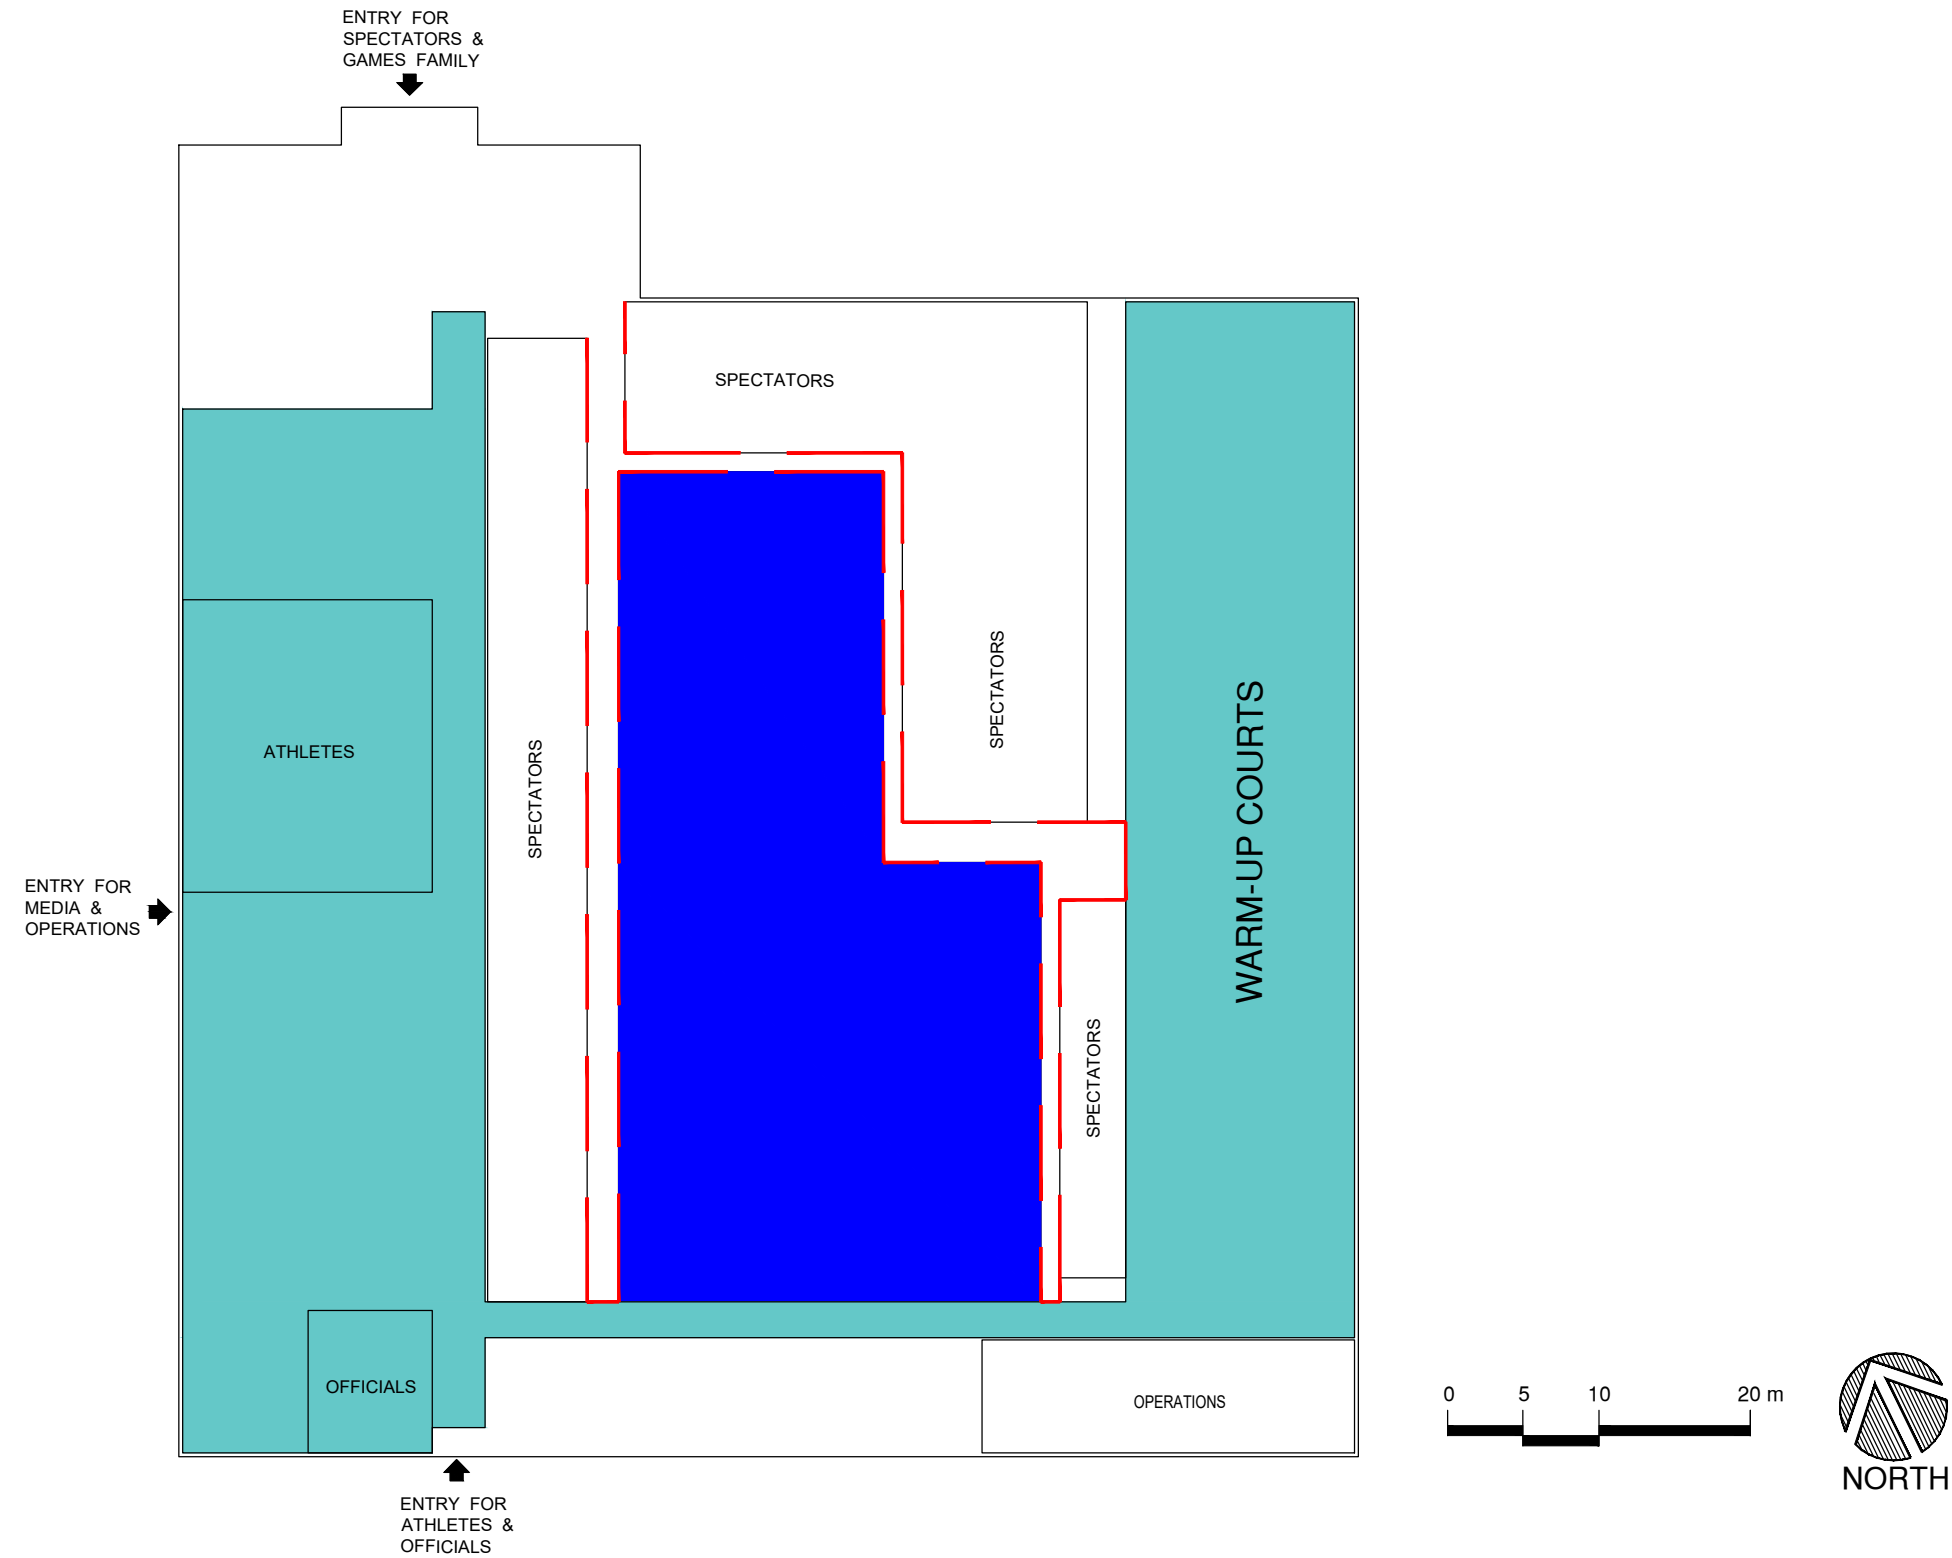 ENTRY FOR
SPECTATORS &
GAMES FAMILY
SPECTATORS
SPECTATORS
WARM-UP COURTS
ATHLETES
SPECTATORS
ENTRY FOR
MEDIA &
OPERATIONS
SPECTATORS
OFFICIALS
OPERATIONS
0 5 10 20 m
NORTH
ENTRY FOR
ATHLETES &
OFFICIALS